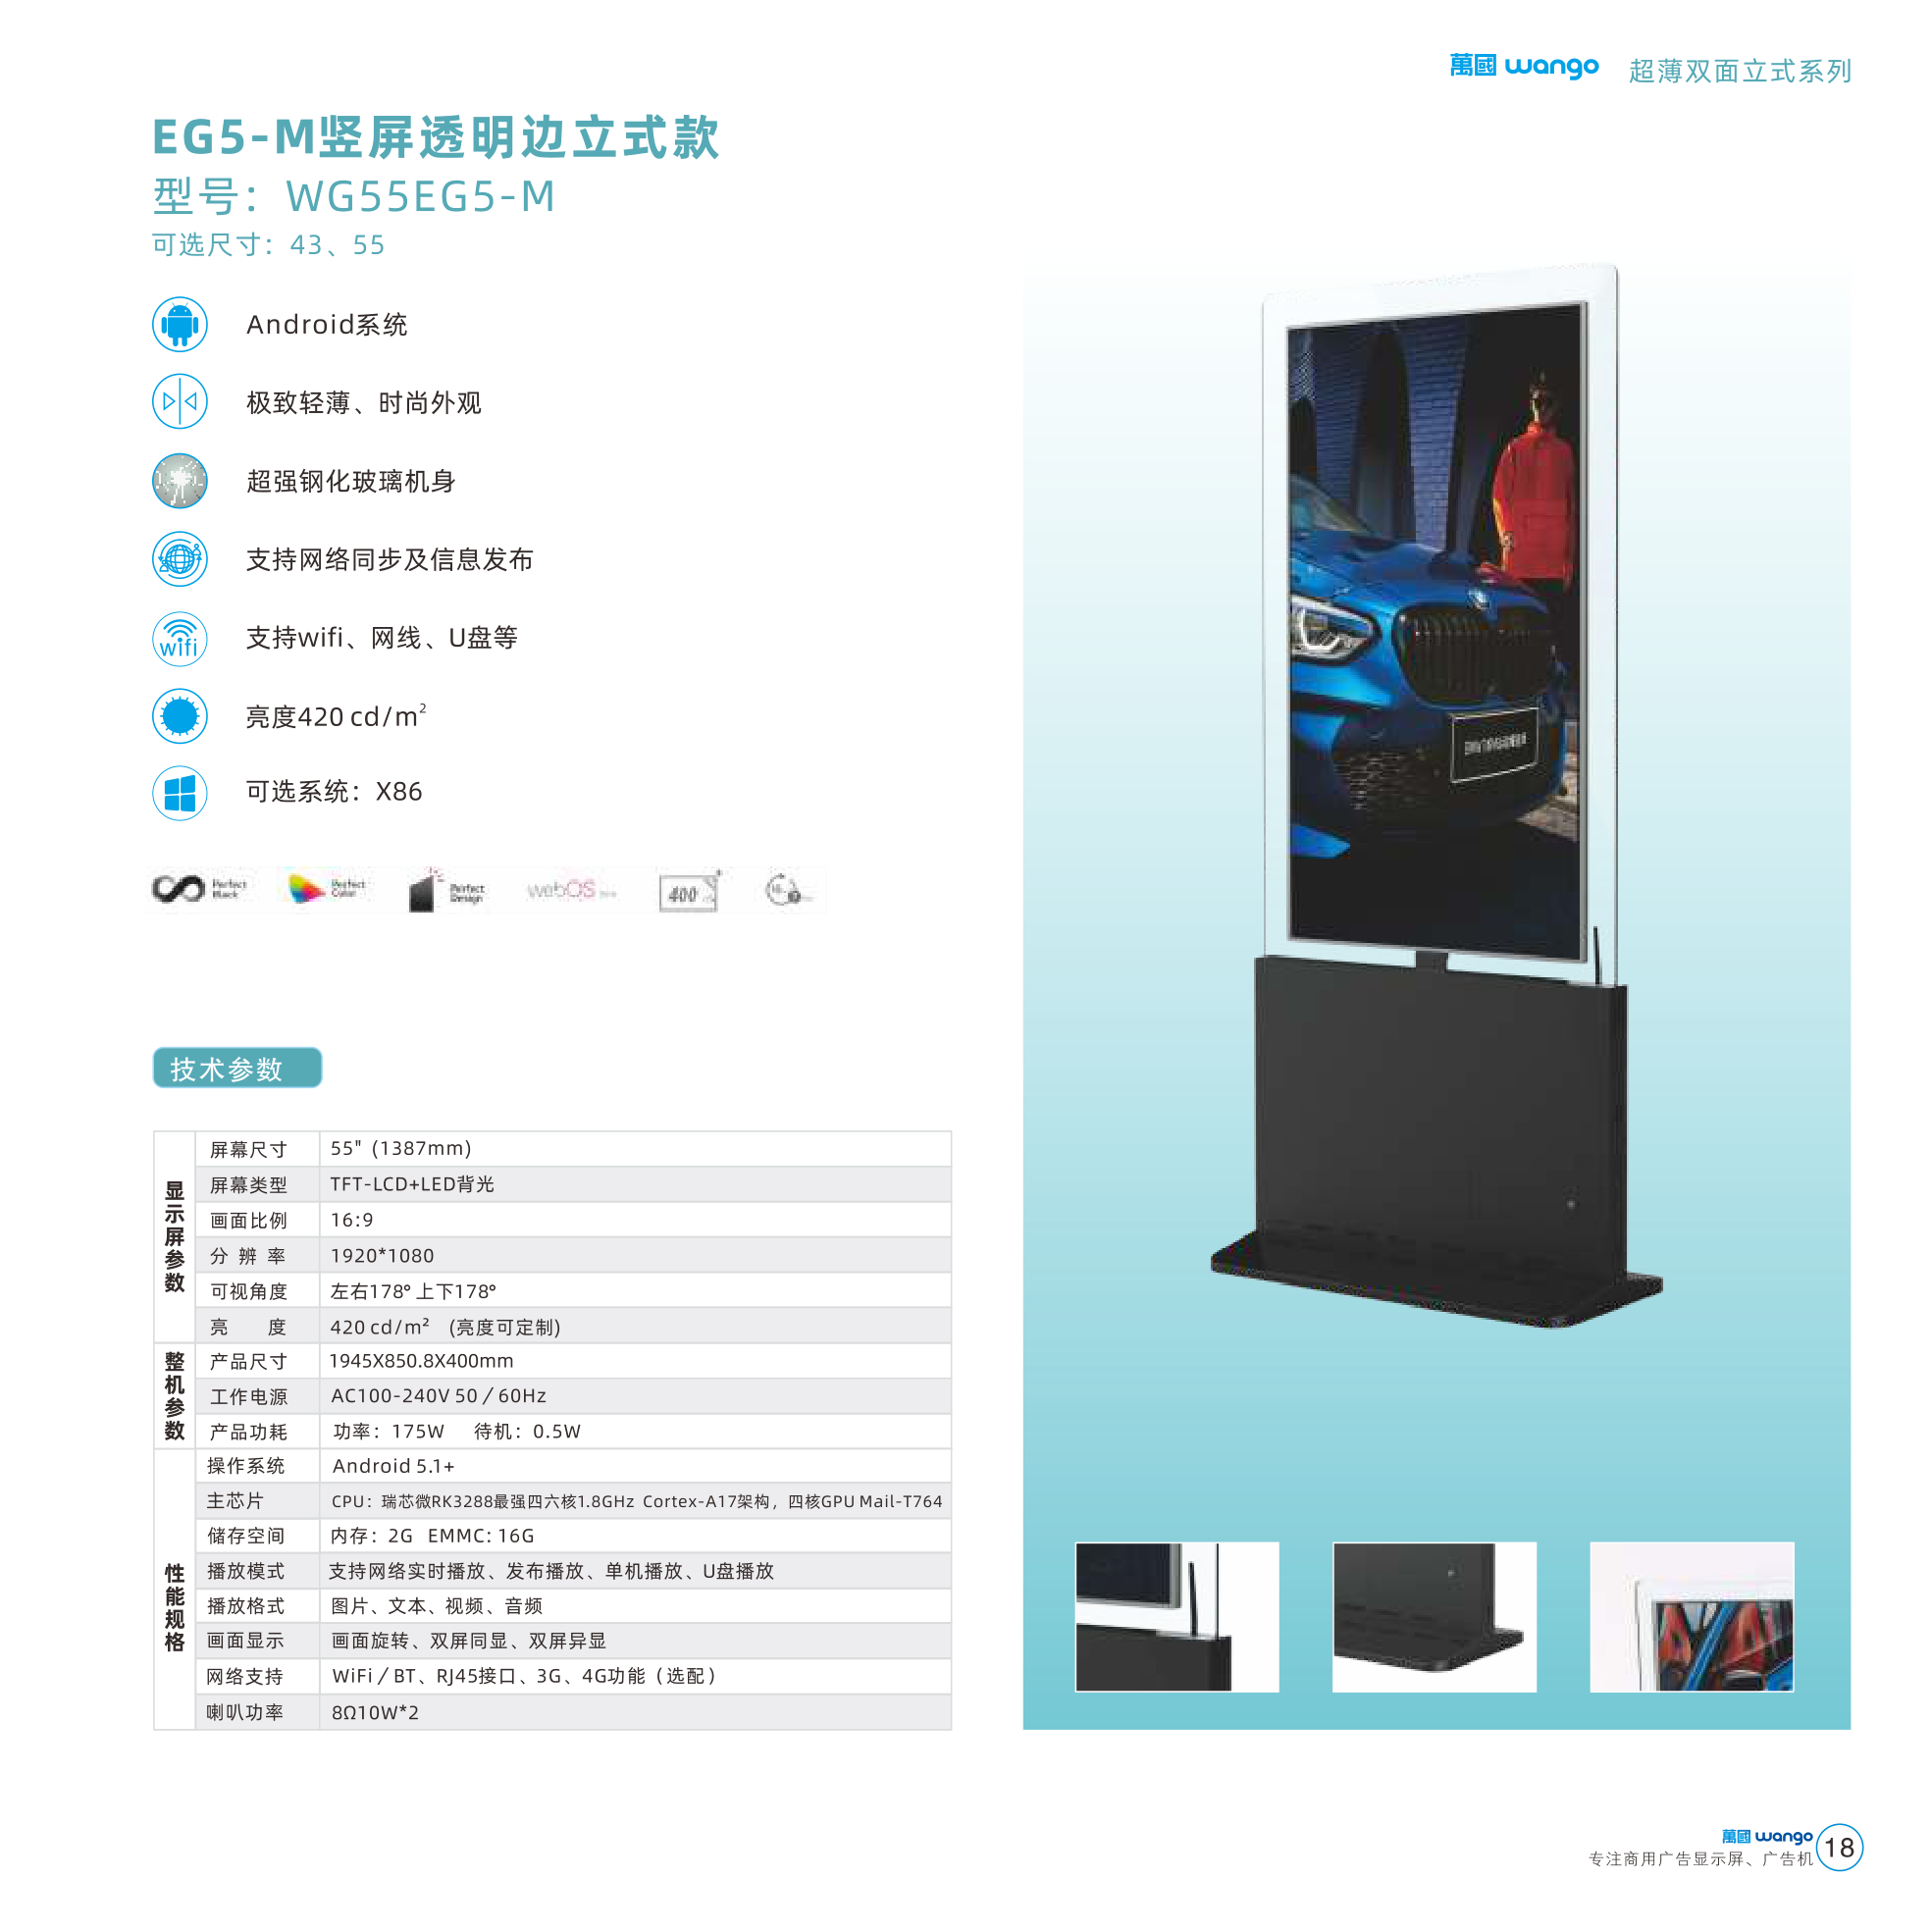 萬國 wango 超薄双面立式系列
EG5-M竖屏透明边立式款
型号：WG55EG5-M
可选尺寸：43、55
Android系统
极致轻薄、时尚外观
超强钢化玻璃机身
支持网络同步及信息发布
wifi
支持wifi、网线、U盘等
亮度420 cd/m²
可选系统：X86
Perfect Black
Perfect Color
Perfect Design
webOS
400
技术参数
显示屏参数
屏幕尺寸 55" (1387mm)
屏幕类型 TFT-LCD+LED背光
画面比例 16:9
分 辨 率 1920*1080
可视角度 左右178° 上下178°
亮 度 420 cd/m² (亮度可定制)
整机参数
产品尺寸 1945X850.8X400mm
工作电源 AC100-240V 50／60Hz
产品功耗 功率：175W 待机：0.5W
性能规格
操作系统 Android 5.1+
主芯片 CPU：瑞芯微RK3288最强四六核1.8GHz Cortex-A17架构，四核GPU Mail-T764
储存空间 内存：2G EMMC: 16G
播放模式 支持网络实时播放、发布播放、单机播放、U盘播放
播放格式 图片、文本、视频、音频
画面显示 画面旋转、双屏同显、双屏异显
网络支持 WiFi／BT、RJ45接口、3G、4G功能（选配）
喇叭功率 8Ω10W*2
萬國 wango
专注商用广告显示屏、广告机
18